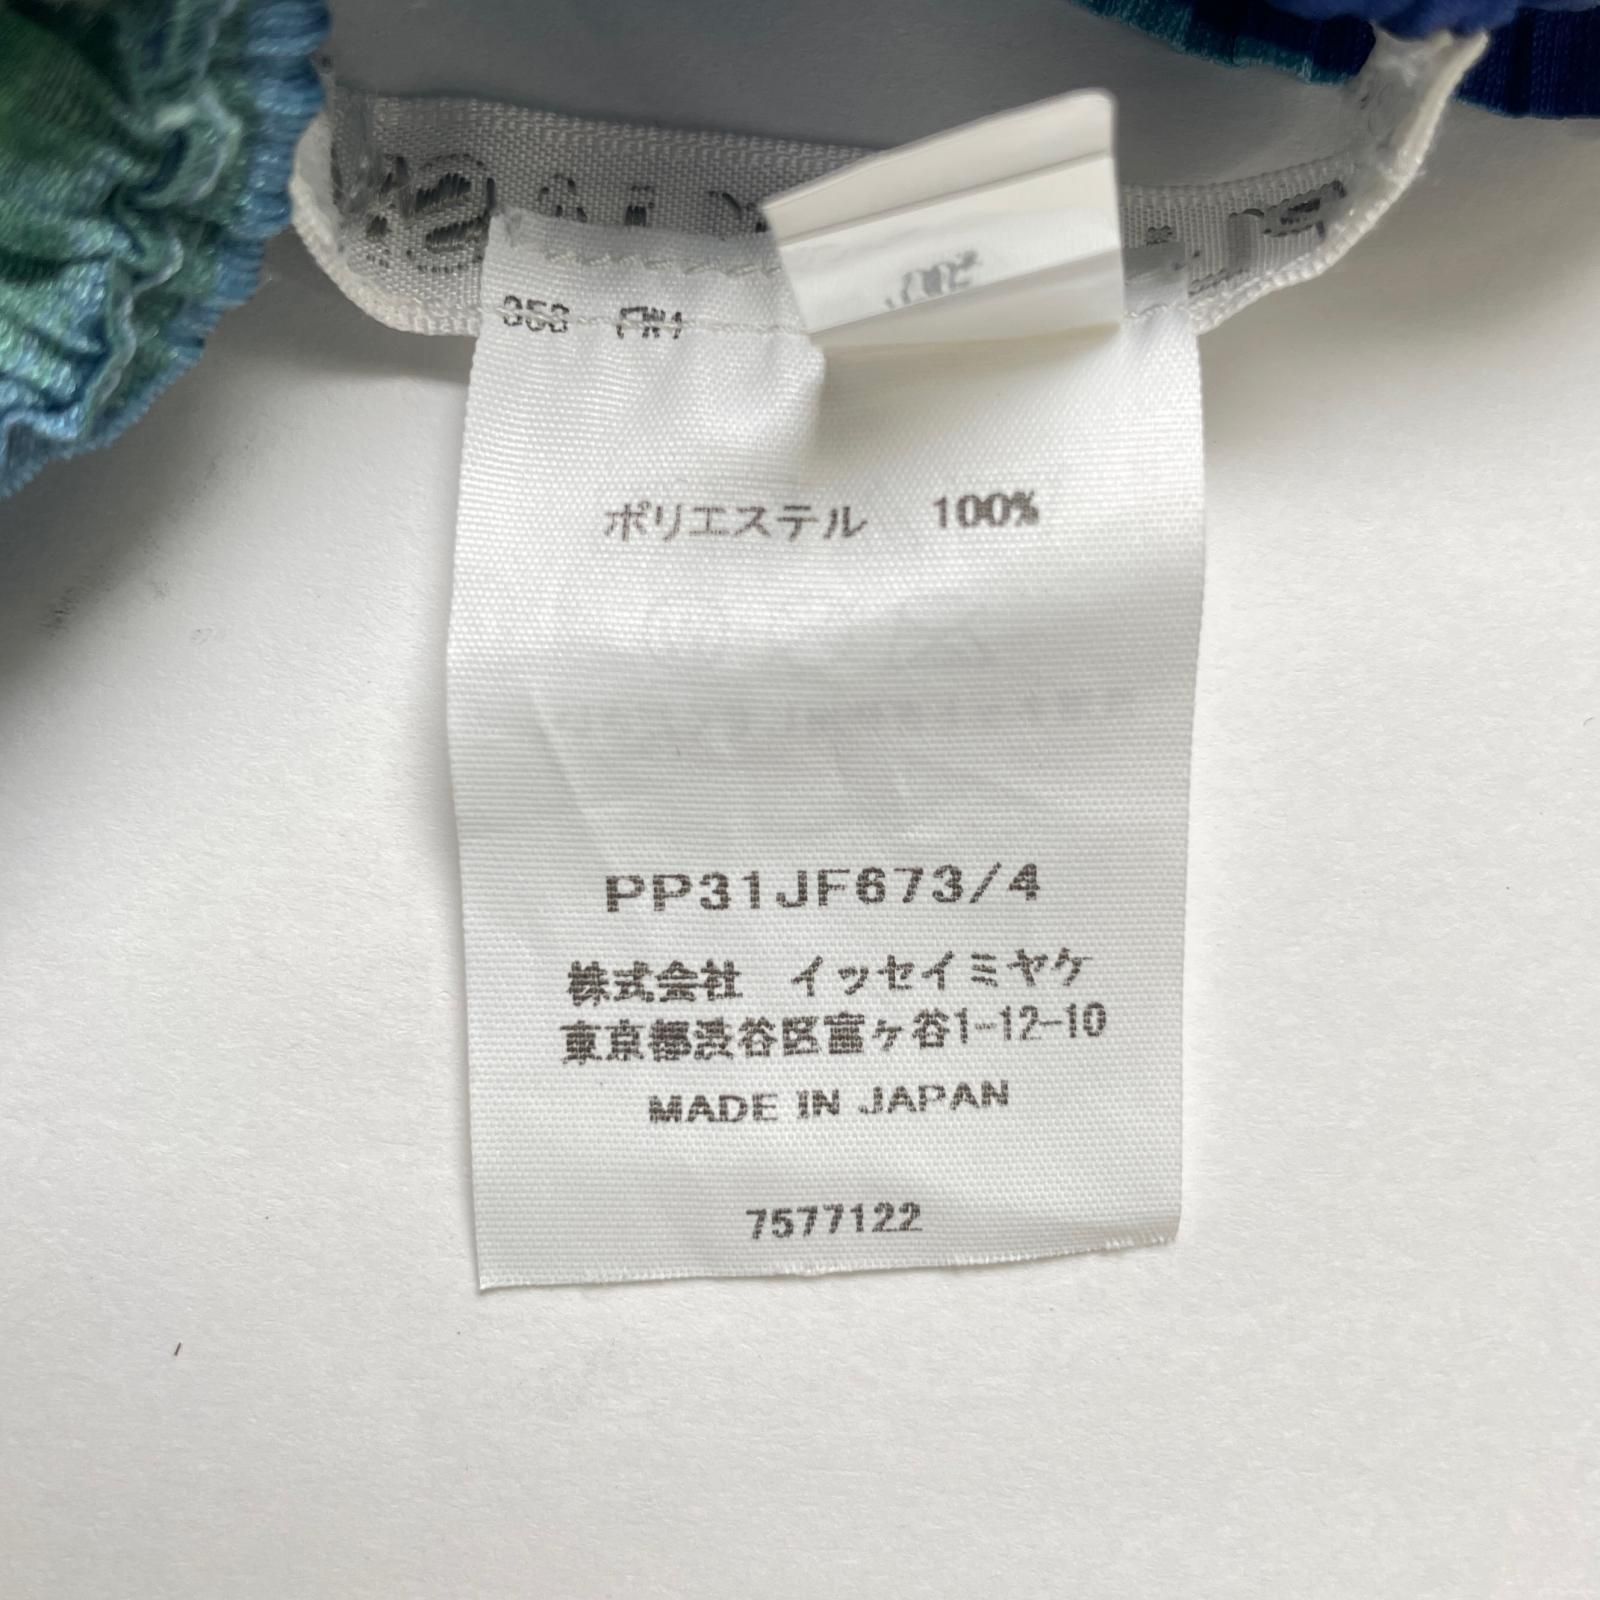 ポリエステル 100%
PP31JF673/4
株式会社 イッセイミヤケ
東京都渋谷区富ヶ谷1-12-10
MADE IN JAPAN
7577122